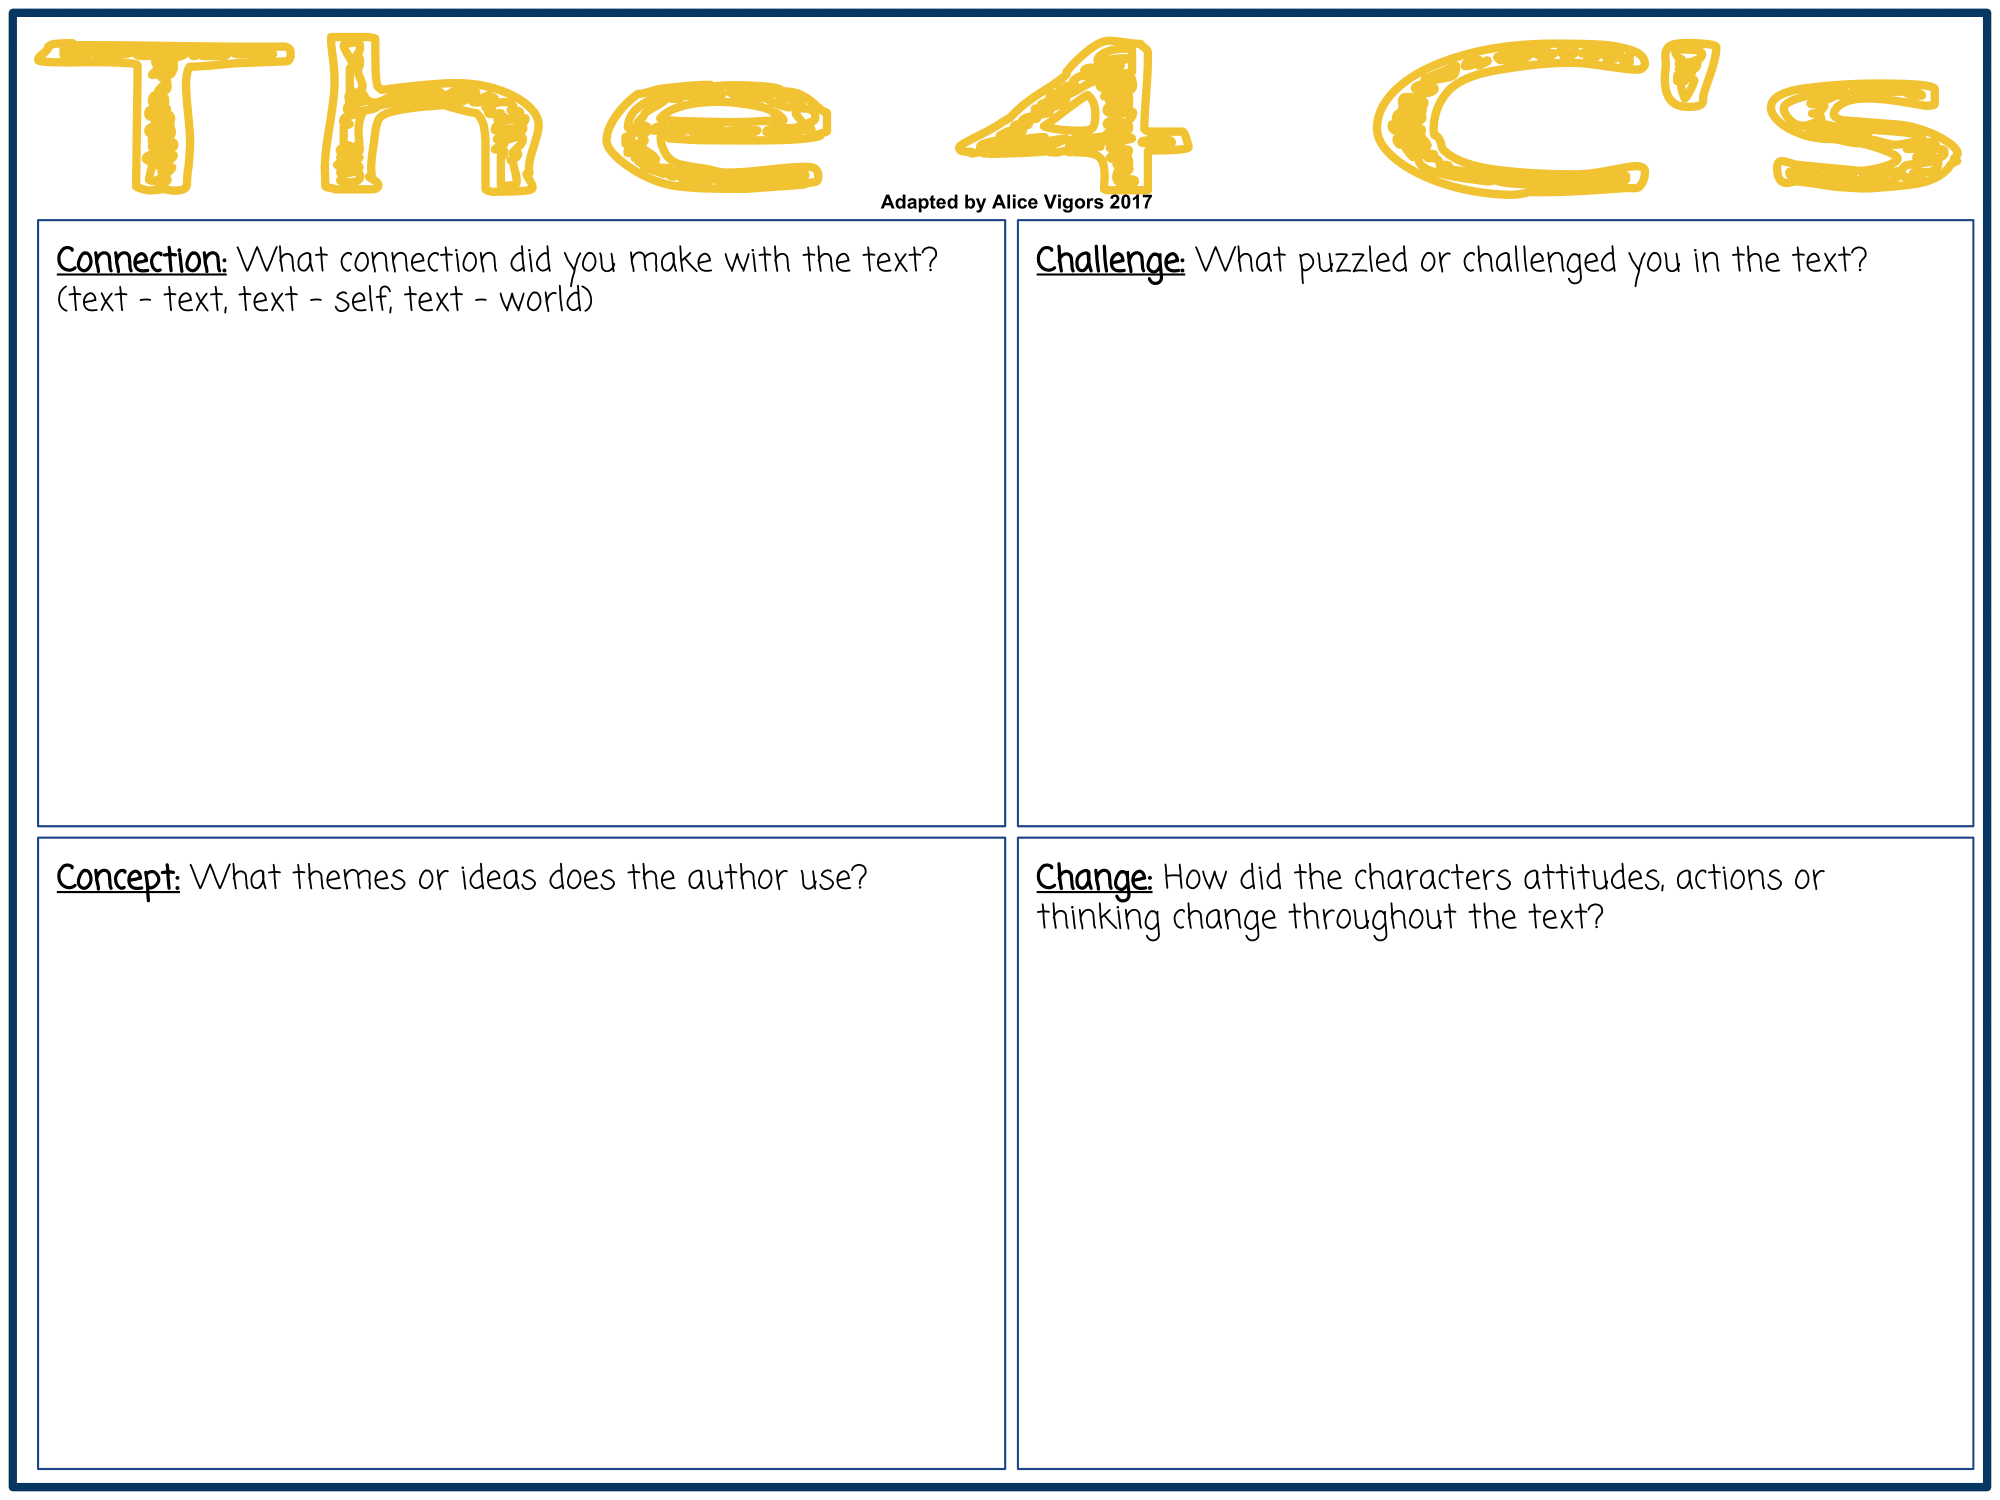 The 4 C's
Adapted by Alice Vigors 2017
Connection: What connection did you make with the text?
(text - text, text - self, text - world)
Challenge: What puzzled or challenged you in the text?
Concept: What themes or ideas does the author use?
Change: How did the characters attitudes, actions or
thinking change throughout the text?